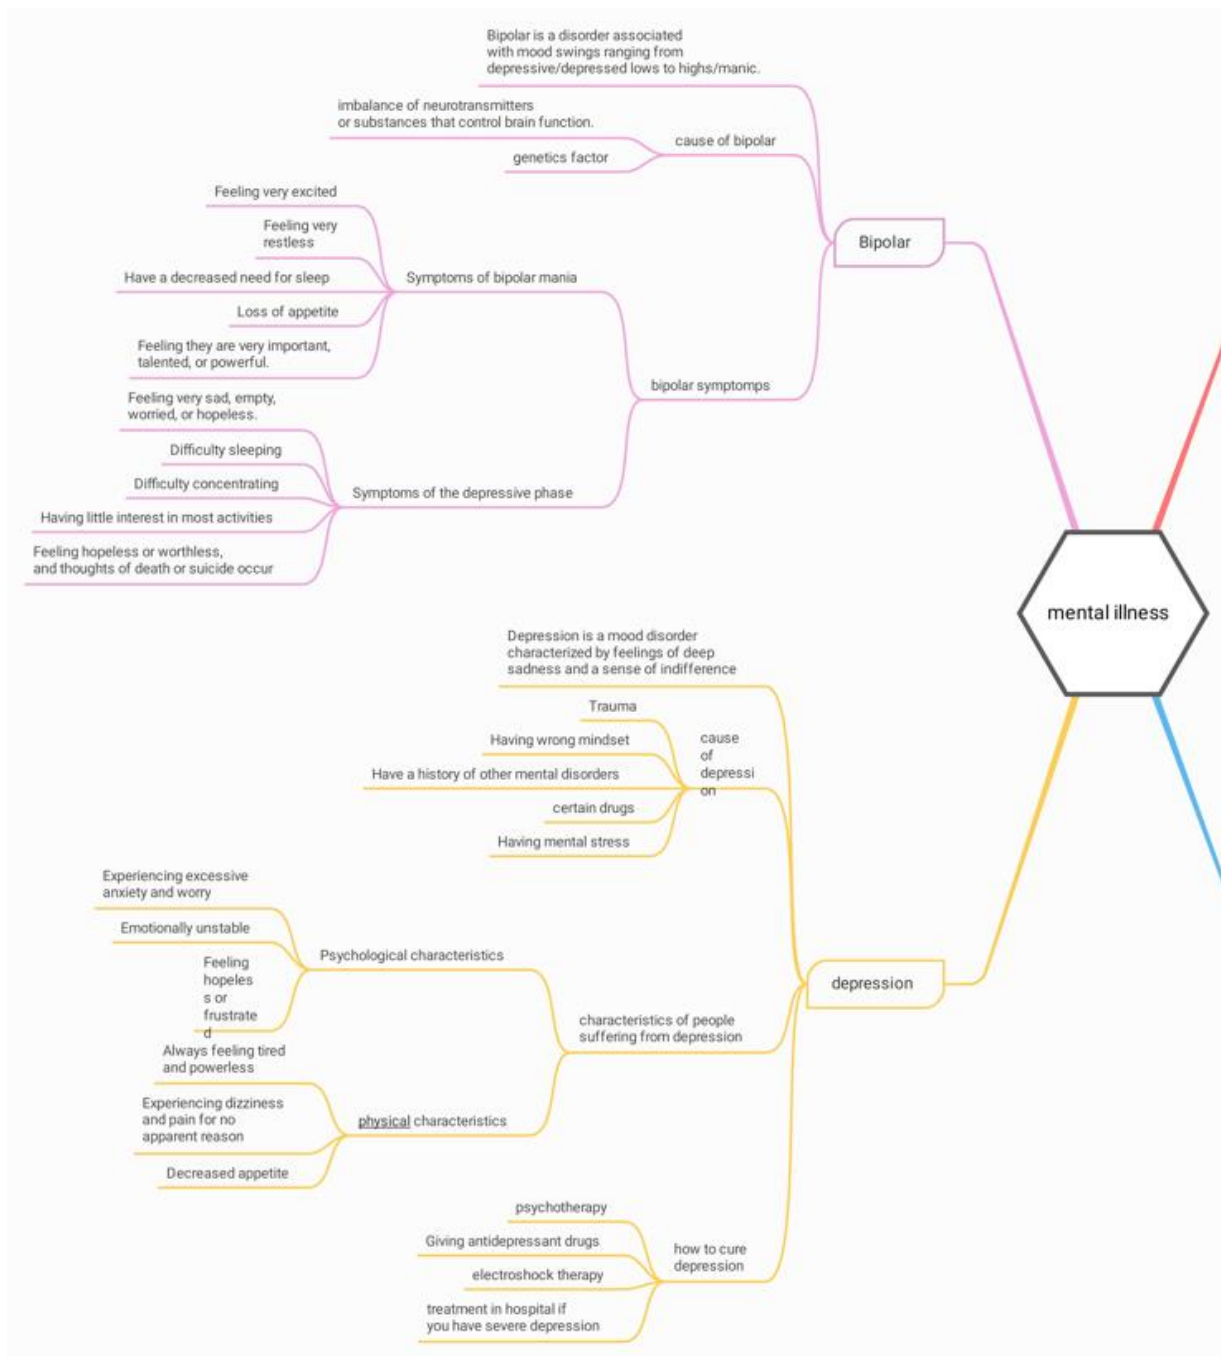 Bipolar is a disorder associated
with mood swings ranging from
depressive/depressed lows to highs/manic.
imbalance of neurotransmitters
or substances that control brain function.
cause of bipolar
genetics factor
Feeling very excited
Feeling very
restless
Bipolar
Have a decreased need for sleep
Symptoms of bipolar mania
Loss of appetite
Feeling they are very important,
talented, or powerful.
bipolar symptomps
Feeling very sad, empty,
worried, or hopeless.
Difficulty sleeping
Difficulty concentrating
Symptoms of the depressive phase
Having little interest in most activities
Feeling hopeless or worthless,
and thoughts of death or suicide occur
mental illness
Depression is a mood disorder
characterized by feelings of deep
sadness and a sense of indifference
Trauma
Having wrong mindset
cause
of
depressi
on
Have a history of other mental disorders
certain drugs
Having mental stress
Experiencing excessive
anxiety and worry
Emotionally unstable
Psychological characteristics
Feeling
hopeles
s or
frustrate
d
depression
characteristics of people
suffering from depression
Always feeling tired
and powerless
Experiencing dizziness
and pain for no
apparent reason
physical characteristics
Decreased appetite
psychotherapy
Giving antidepressant drugs
how to cure
depression
electroshock therapy
treatment in hospital if
you have severe depression